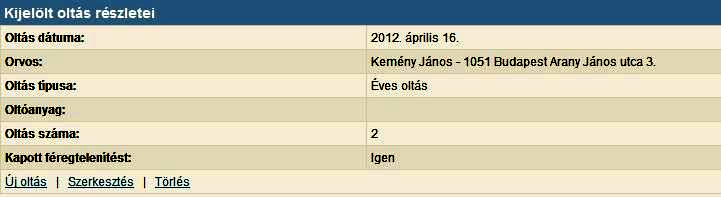 Kijelölt oltás részletei
Oltás dátuma: 2012. április 16.
Orvos: Kemény János - 1051 Budapest Arany János utca 3.
Oltás típusa: Éves oltás
Oltóanyag:
Oltás száma: 2
Kapott féregtelenítést: Igen
Új oltás | Szerkesztés | Törlés